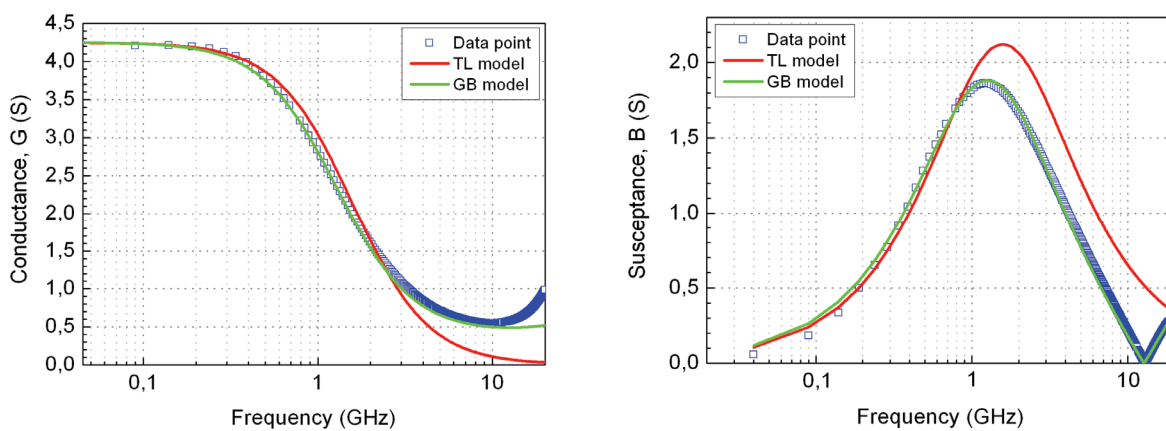 4,5
4.0
3.5
3.0
2.5
2.0
1.5
1,0
0.5
0.0
Conductance, G (S)
0,1
1
10
Frequency (GHz)
Data point
TL model
GB model
2,0
1,5
1,0
0,5
0,0
Susceptance, B (S)
0,1
1
10
Frequency (GHz)
Data point
TL model
GB model